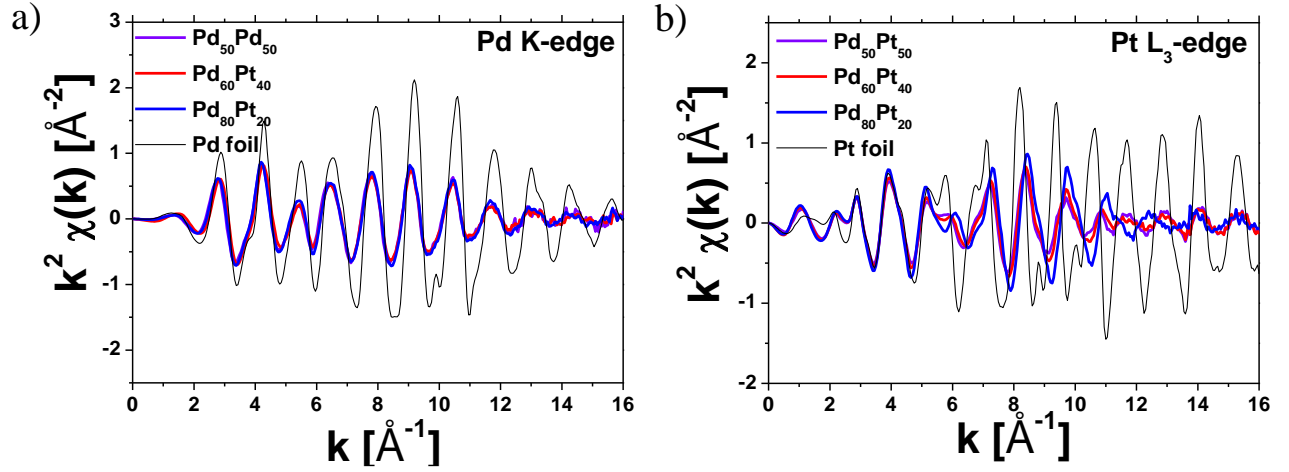 a)
Pd K-edge
Pd50Pd50
Pd60Pt40
Pd80Pt20
Pd foil
k2 χ(k) [Å-2]
3
2
1
0
-1
-2
0 2 4 6 8 10 12 14 16
k [Å-1]
b)
Pt L3-edge
Pd50Pt50
Pd60Pt40
Pd80Pt20
Pt foil
k2 χ(k) [Å-2]
2
1
0
-1
-2
0 2 4 6 8 10 12 14 16
k [Å-1]